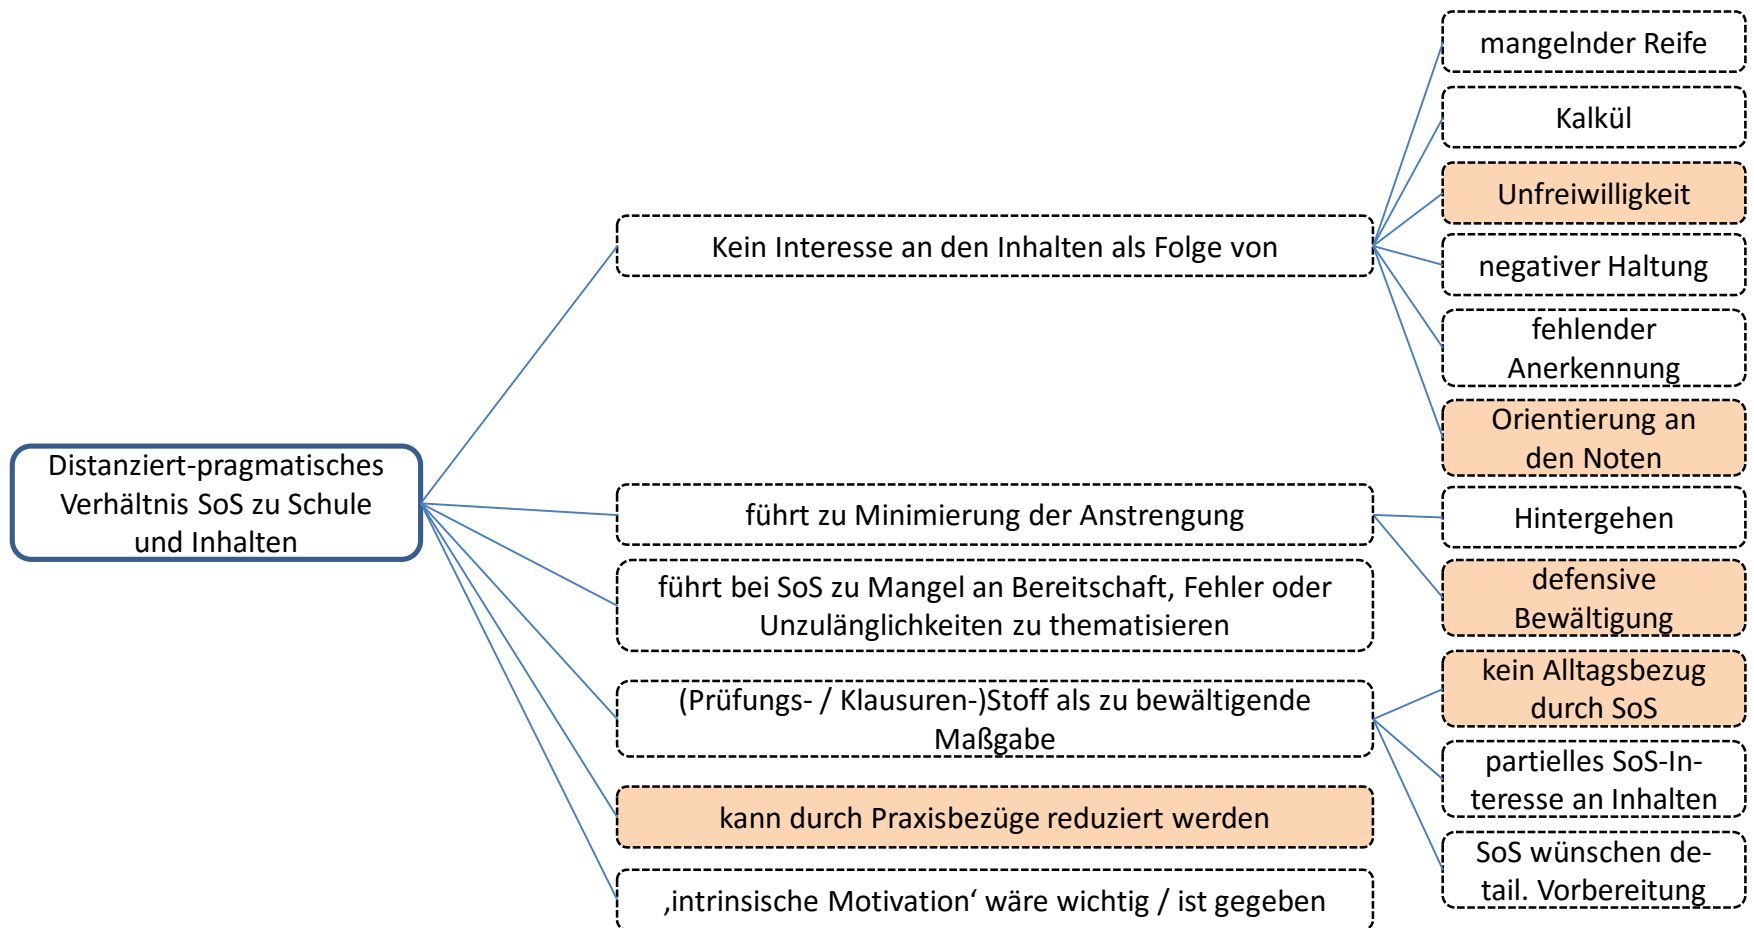 Distanziert-pragmatisches
Verhältnis SoS zu Schule
und Inhalten
Kein Interesse an den Inhalten als Folge von
mangelnder Reife
Kalkül
Unfreiwilligkeit
negativer Haltung
fehlender
Anerkennung
Orientierung an
den Noten
führt zu Minimierung der Anstrengung
Hintergehen
defensive
Bewältigung
führt bei SoS zu Mangel an Bereitschaft, Fehler oder
Unzulänglichkeiten zu thematisieren
(Prüfungs- / Klausuren-)Stoff als zu bewältigende
Maßgabe
kein Alltagsbezug
durch SoS
partielles SoS-In-
teresse an Inhalten
SoS wünschen de-
tail. Vorbereitung
kann durch Praxisbezüge reduziert werden
‚intrinsische Motivation‘ wäre wichtig / ist gegeben